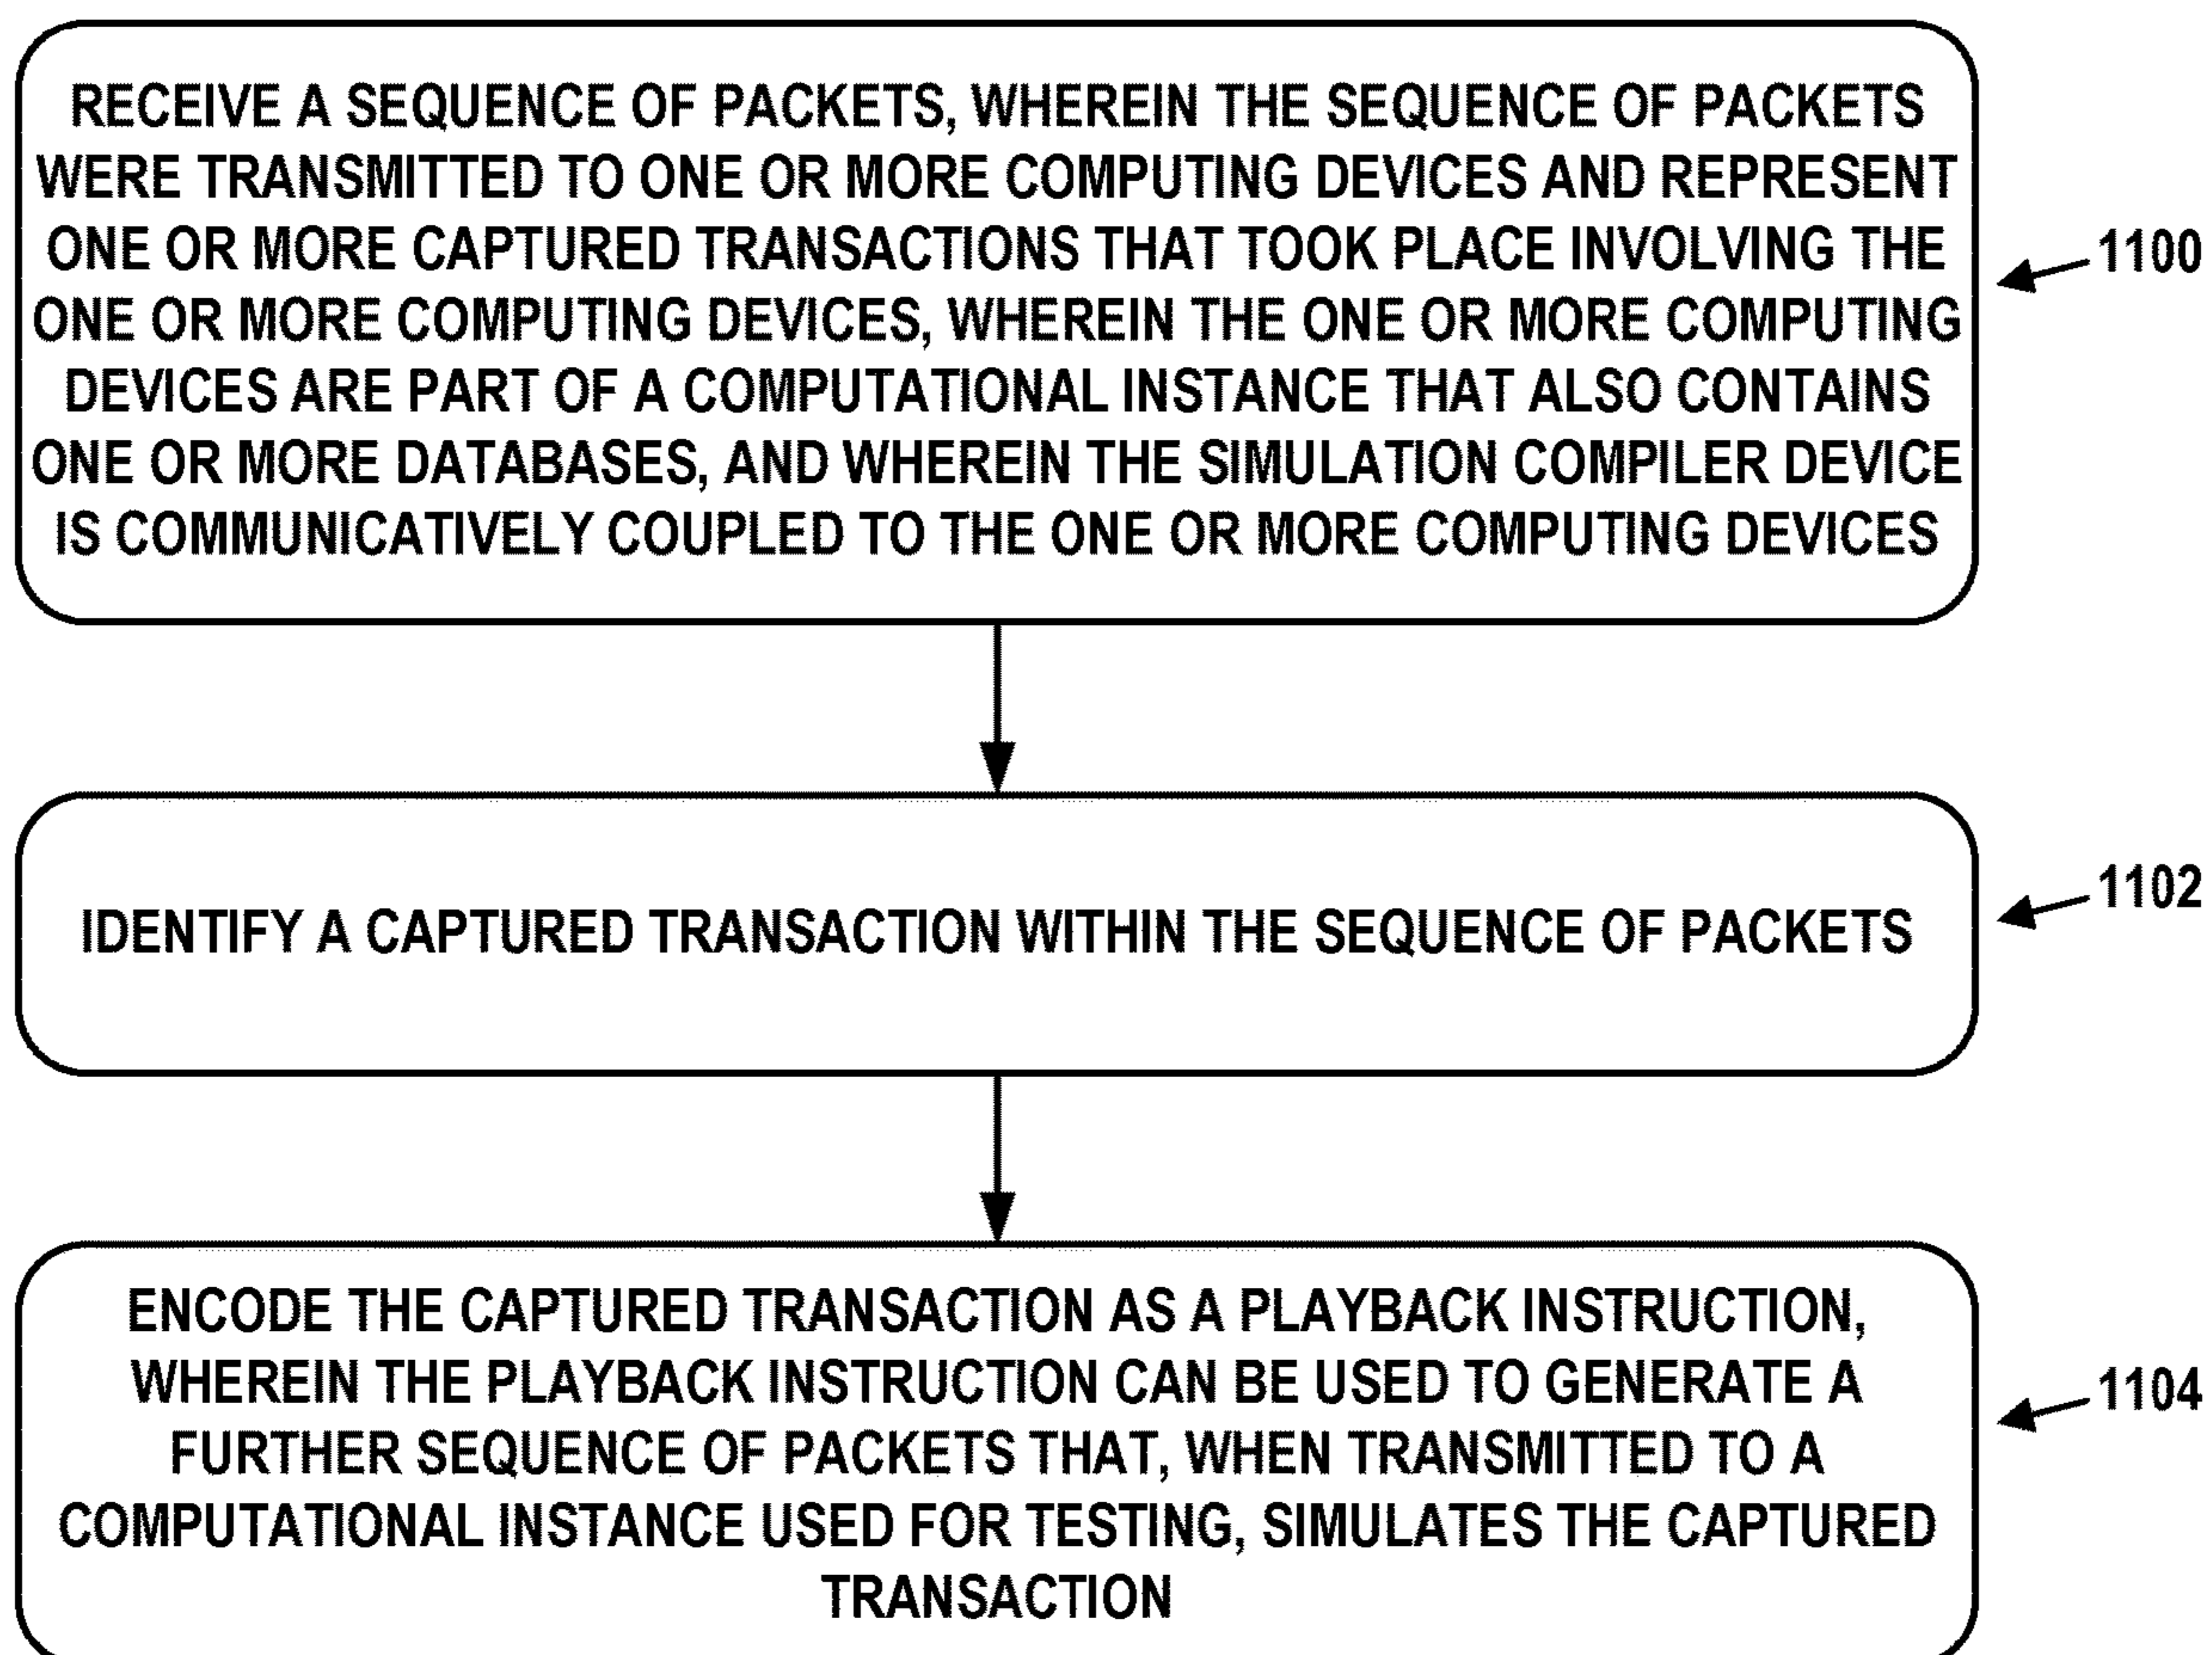 RECEIVE A SEQUENCE OF PACKETS, WHEREIN THE SEQUENCE OF PACKETS
WERE TRANSMITTED TO ONE OR MORE COMPUTING DEVICES AND REPRESENT
ONE OR MORE CAPTURED TRANSACTIONS THAT TOOK PLACE INVOLVING THE
ONE OR MORE COMPUTING DEVICES, WHEREIN THE ONE OR MORE COMPUTING
DEVICES ARE PART OF A COMPUTATIONAL INSTANCE THAT ALSO CONTAINS
ONE OR MORE DATABASES, AND WHEREIN THE SIMULATION COMPILER DEVICE
IS COMMUNICATIVELY COUPLED TO THE ONE OR MORE COMPUTING DEVICES
1100
IDENTIFY A CAPTURED TRANSACTION WITHIN THE SEQUENCE OF PACKETS
1102
ENCODE THE CAPTURED TRANSACTION AS A PLAYBACK INSTRUCTION,
WHEREIN THE PLAYBACK INSTRUCTION CAN BE USED TO GENERATE A
FURTHER SEQUENCE OF PACKETS THAT, WHEN TRANSMITTED TO A
COMPUTATIONAL INSTANCE USED FOR TESTING, SIMULATES THE CAPTURED
TRANSACTION
1104